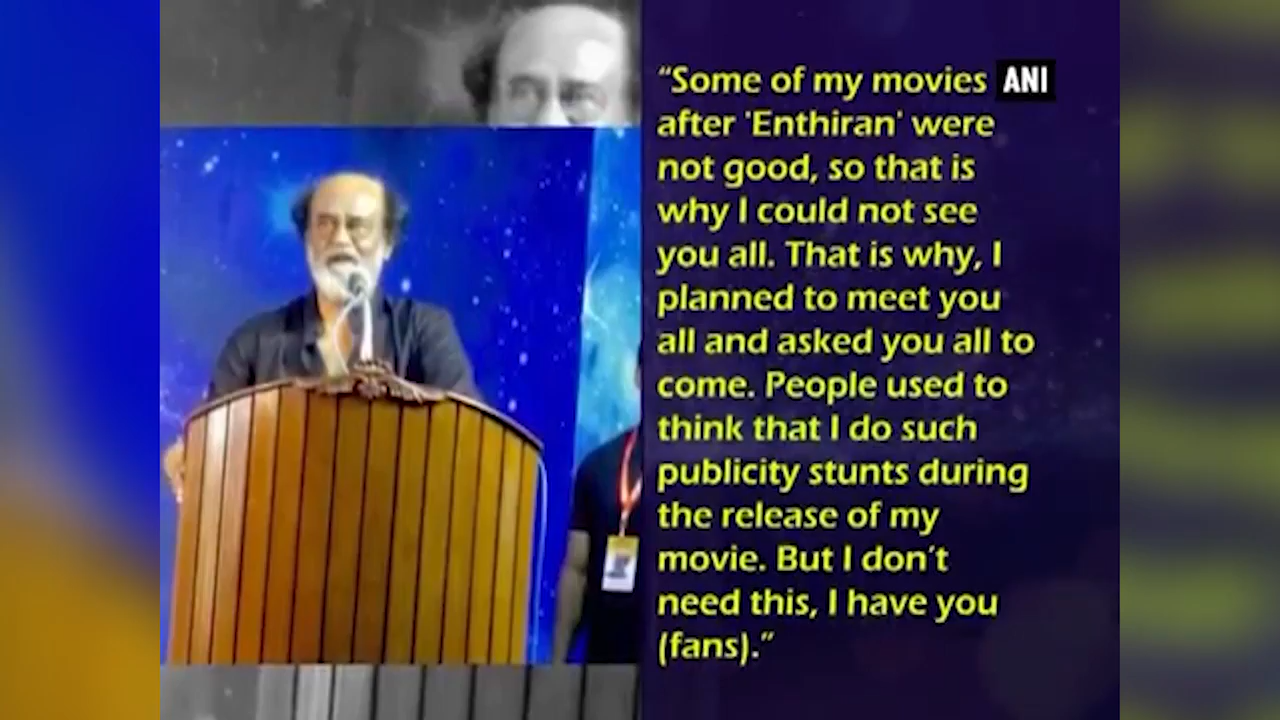 “Some of my movies
ANI
after 'Enthiran' were
not good, so that is
why I could not see
you all. That is why, I
planned to meet you
all and asked you all to
come. People used to
think that I do such
publicity stunts during
the release of my
movie. But I don’t
need this, I have you
(fans).”